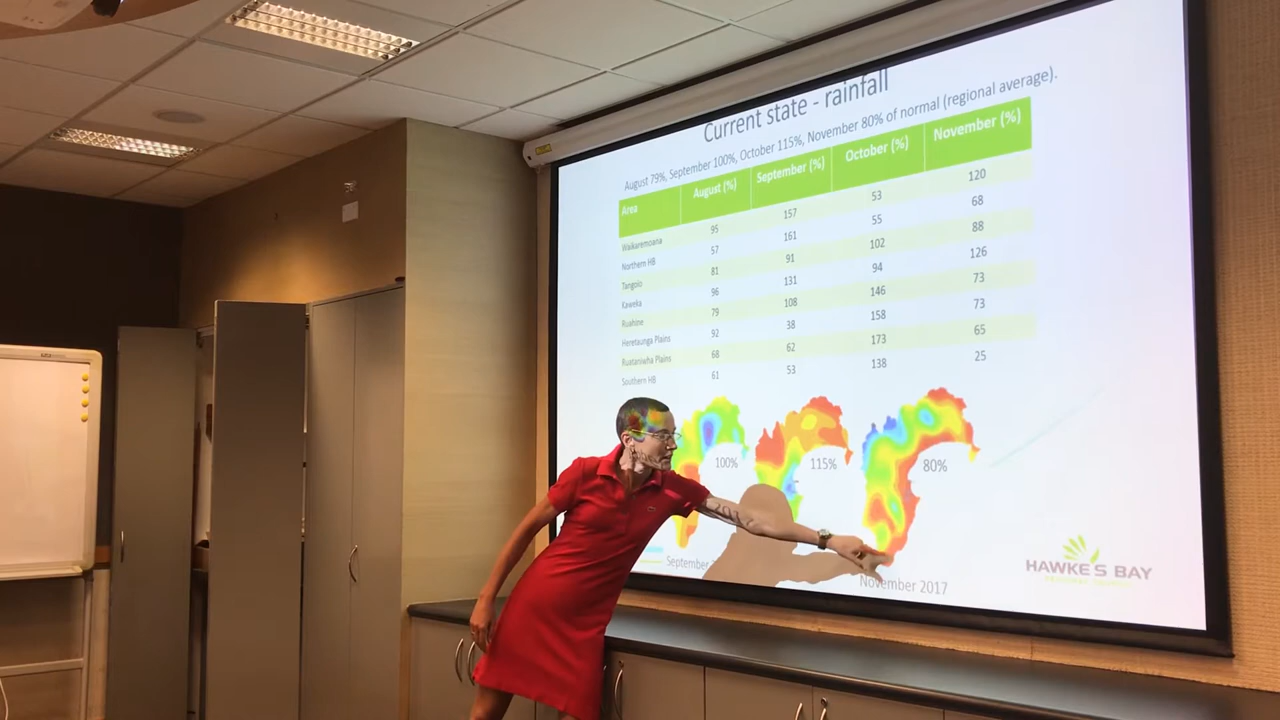 Current state - rainfall
August 79%, September 100%, October 115%, November 80% of normal (regional average).
Area August (%) September (%) October (%) November (%)
Waikaremoana 95 157 53 120
Northern HB 57 161 55 68
Tangoio 81 91 102 88
Kaweka 96 131 94 126
Ruahine 79 108 146 73
Heretaunga Plains 92 38 158 73
Ruataniwha Plains 68 62 173 65
Southern HB 61 53 138 25
100% 115% 80%
September
November 2017
HAWKE'S BAY
REGIONAL COUNCIL